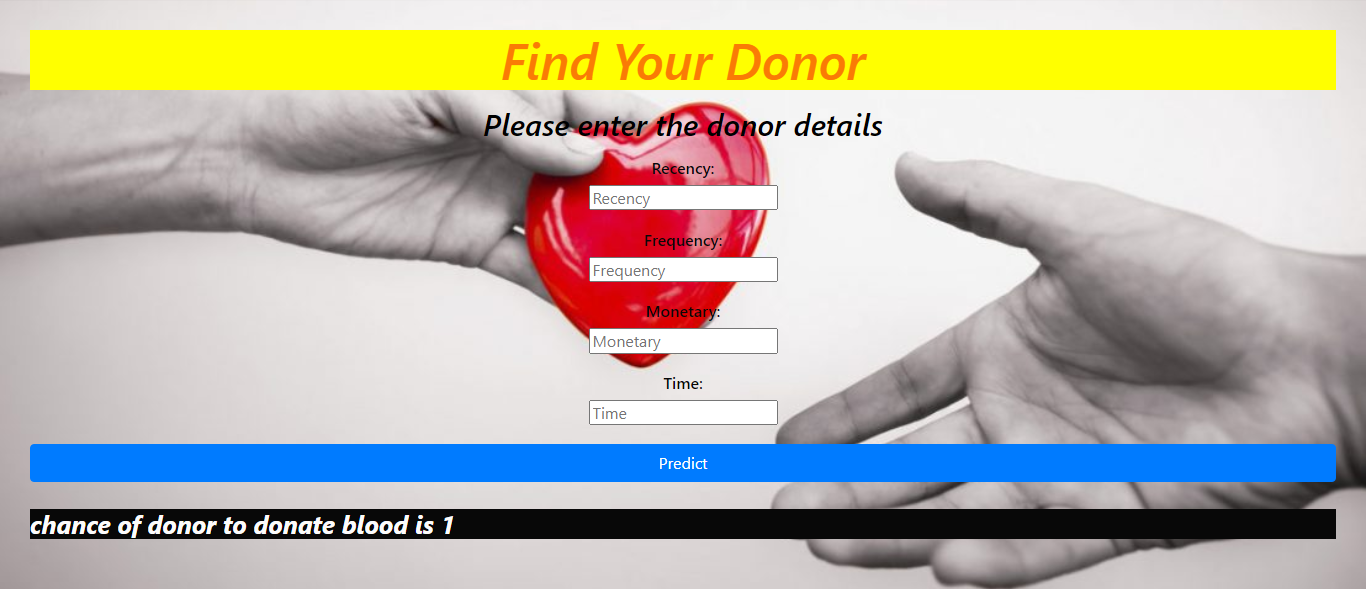 Find Your Donor
Please enter the donor details
Recency:
Recency
Frequency:
Frequency
Monetary:
Monetary
Time:
Time
Predict
chance of donor to donate blood is 1